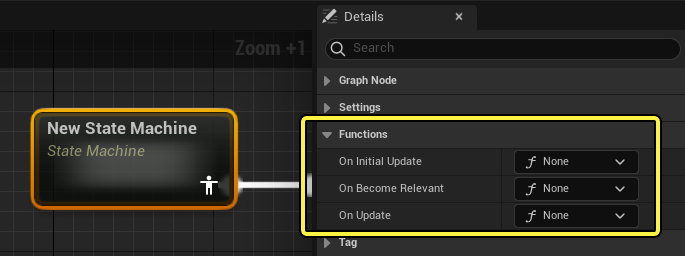 Details
Zoom +1
Search
Graph Node
Settings
New State Machine
State Machine
Functions
On Initial Update None
On Become Relevant None
On Update None
Tag